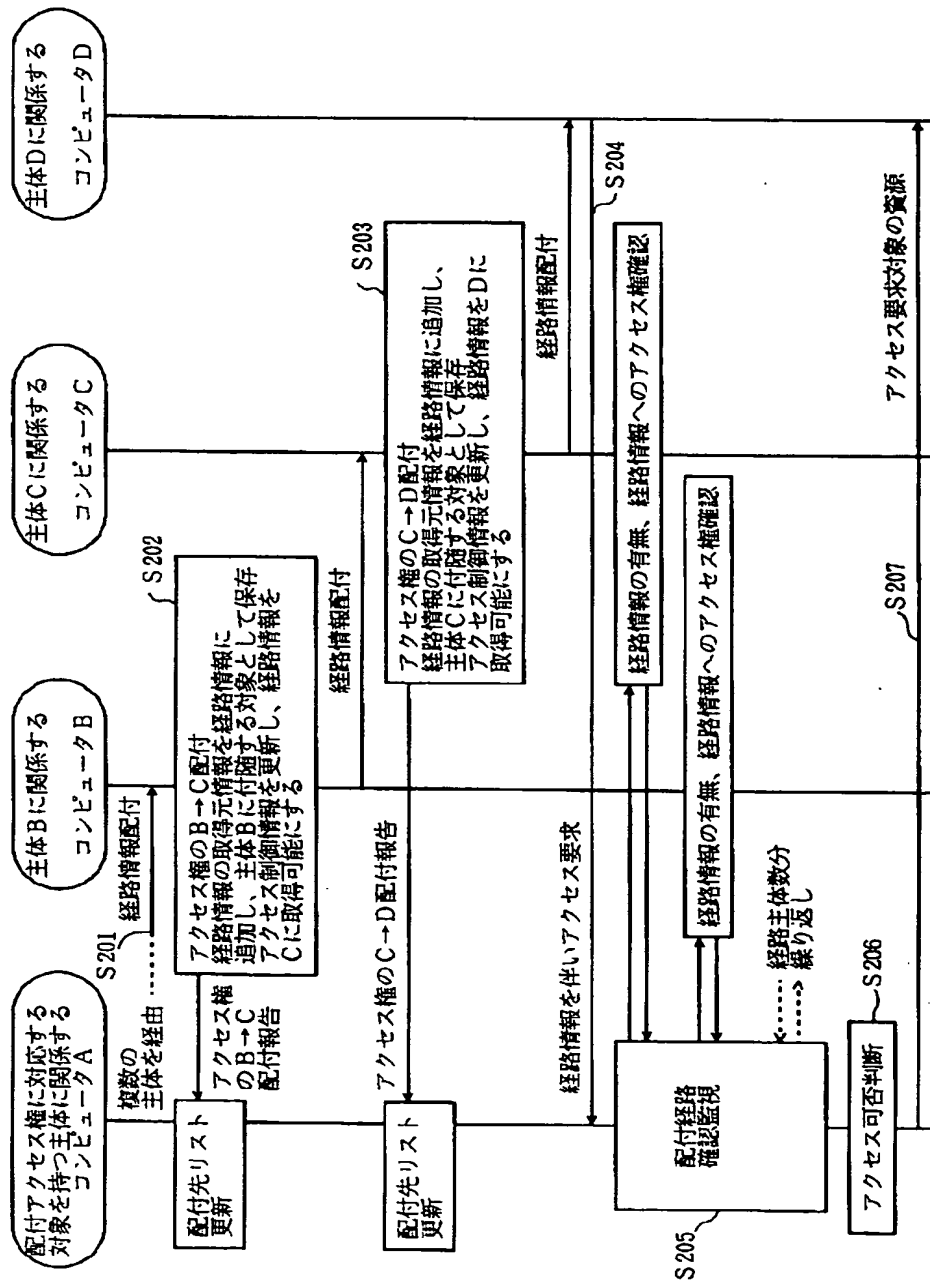 配付アクセス権に対応する
対象を持つ主体に関係する
コンピュータA
主体Bに関係する
コンピュータB
主体Cに関係する
コンピュータC
主体Dに関係する
コンピュータD
複数の
主体を経由
S201
経路情報配付
S202
アクセス権のB→C配付
経路情報の取得元情報を経路情報に
追加し、主体Bに付随する対象として保存
アクセス制御情報を更新し、経路情報を
Cに取得可能にする
アクセス権
のB→C
配付報告
配付先リスト
更新
経路情報配付
S203
アクセス権のC→D配付
経路情報の取得元情報を経路情報に追加し、
主体Cに付随する対象として保存
アクセス制御情報を更新し、経路情報をDに
取得可能にする
アクセス権のC→D配付報告
配付先リスト
更新
経路情報配付
S204
経路情報を伴いアクセス要求
経路情報の有無、経路情報へのアクセス権確認
経路情報の有無、経路情報へのアクセス権確認
配付経路
確認監視
S205
経路主体数分
繰り返し
アクセス可否判断
S206
S207
アクセス要求対象の資源